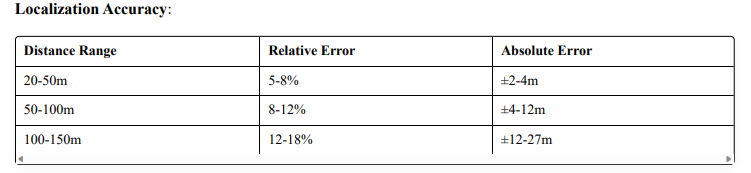 Localization Accuracy:
Distance Range Relative Error Absolute Error
20-50m 5-8% ±2-4m
50-100m 8-12% ±4-12m
100-150m 12-18% ±12-27m